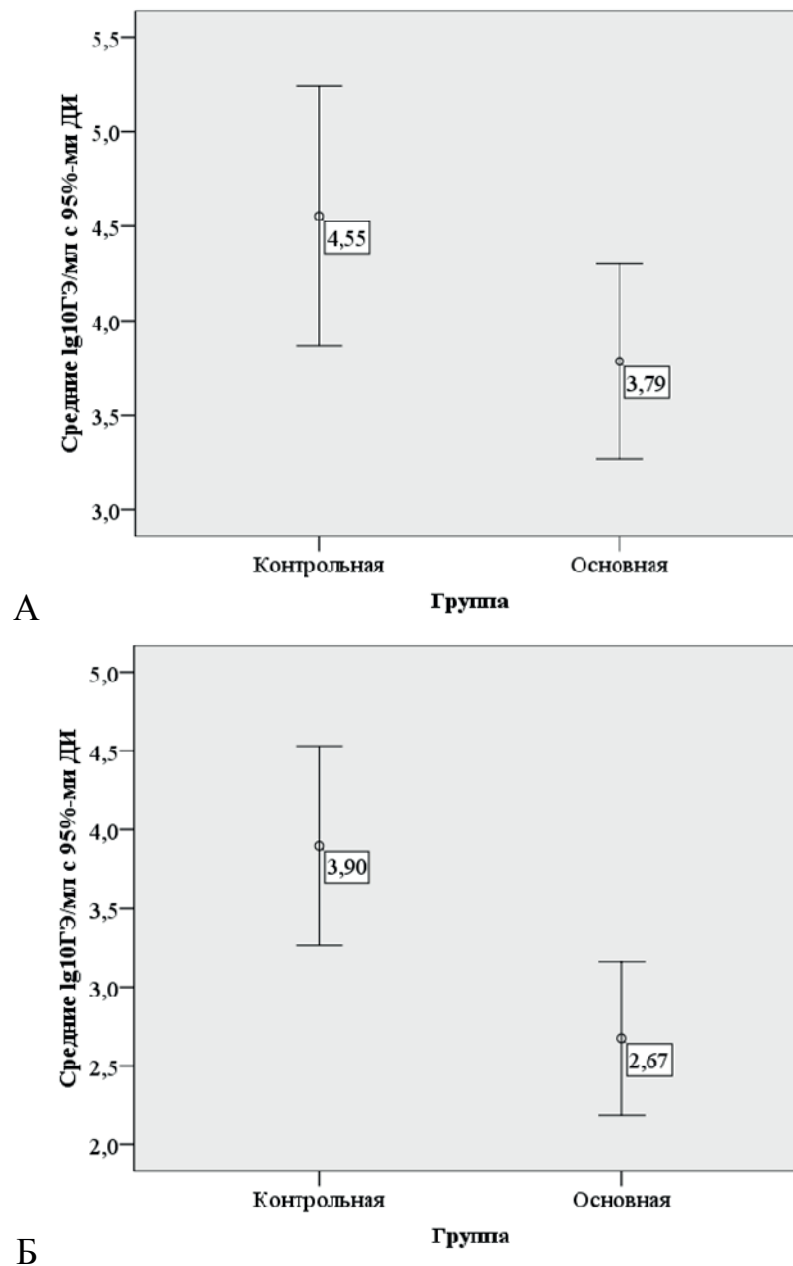 Средние lg10ГЭ/мл с 95%-ми ДИ
5,5
5,0
4,5
4,0
3,5
3,0
4,55
3,79
Контрольная Основная
Группа
А
Средние lg10ГЭ/мл с 95%-ми ДИ
5,0
4,5
4,0
3,5
3,0
2,5
2,0
3,90
2,67
Контрольная Основная
Группа
Б